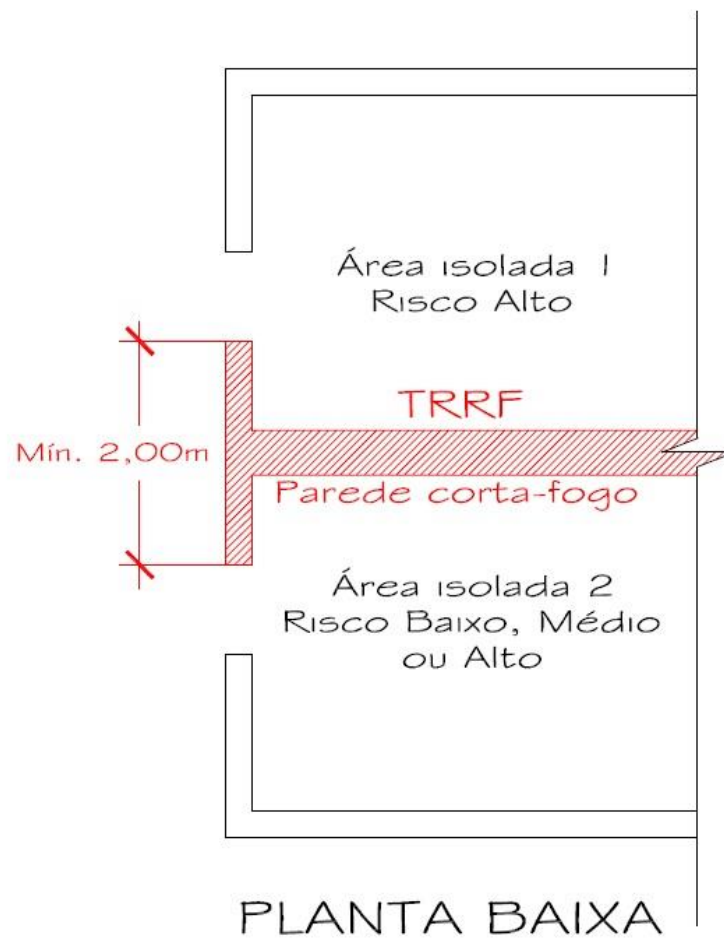 Área isolada 1
Risco Alto
TRRF
Mín. 2,00m
Parede corta-fogo
Área isolada 2
Risco Baixo, Médio
ou Alto
PLANTA BAIXA